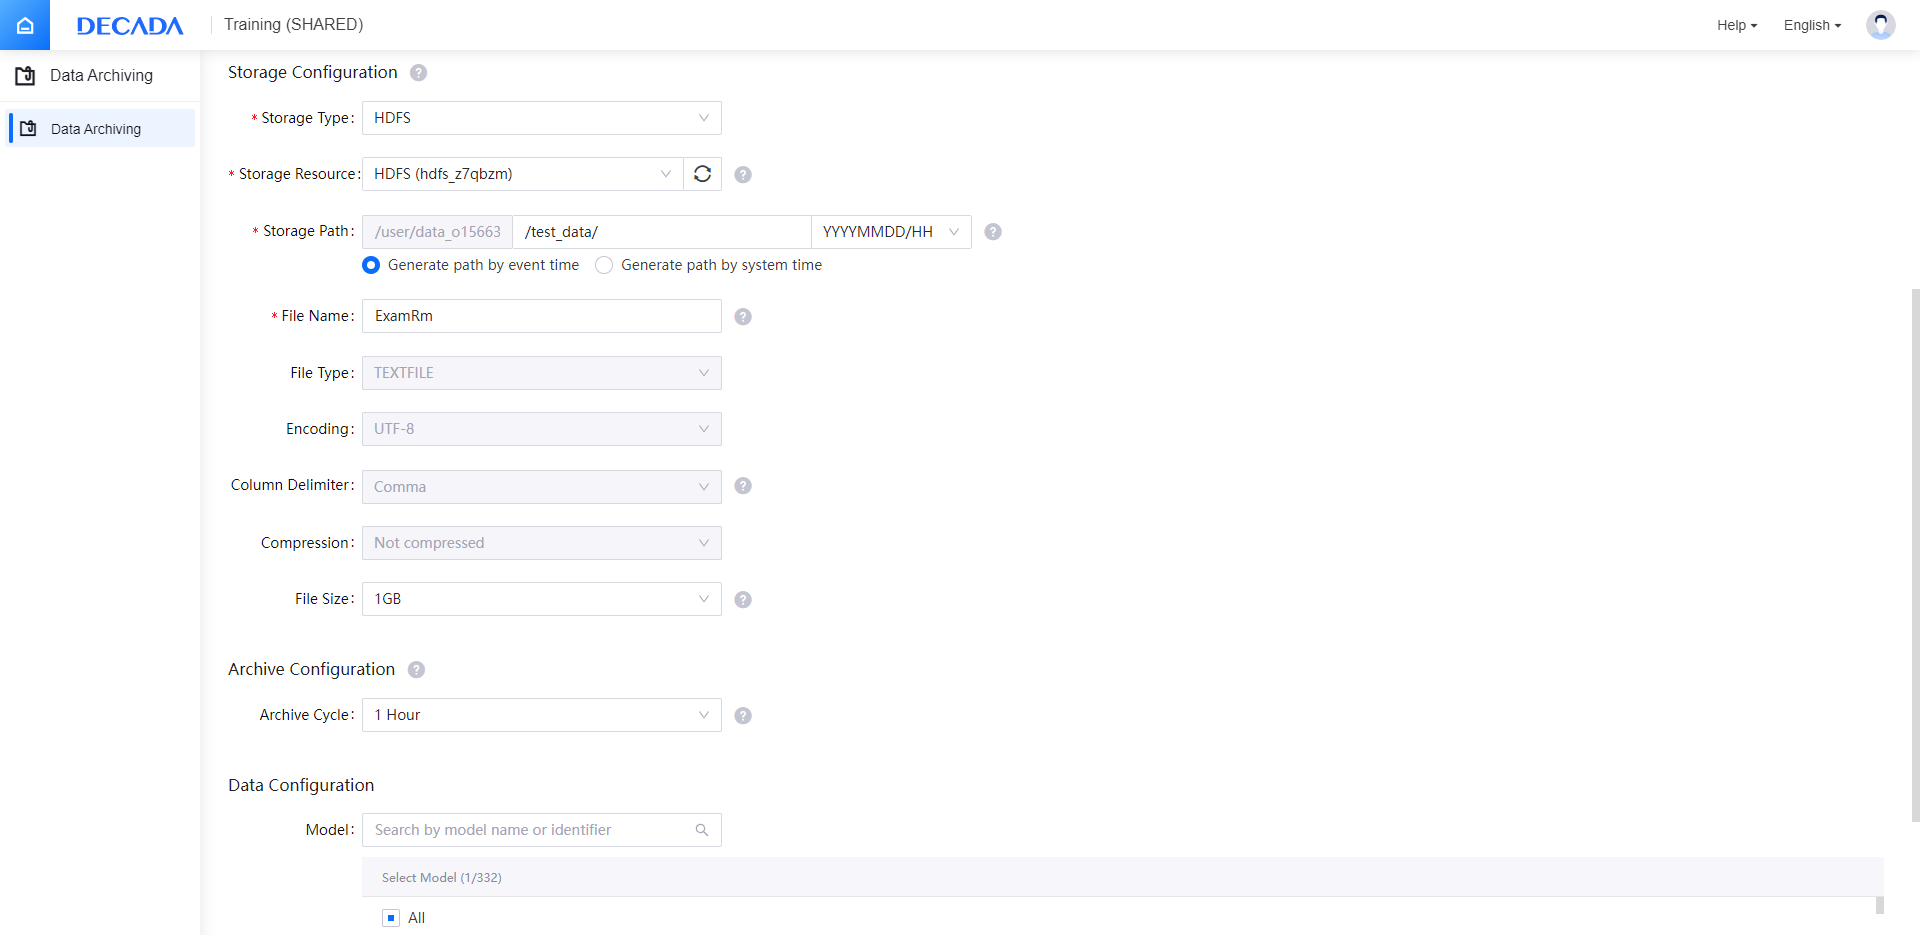 DECADA
Training (SHARED)
Help
English
Data Archiving
Data Archiving
Storage Configuration ?
* Storage Type: HDFS
* Storage Resource: HDFS (hdfs_z7qbzm) ?
* Storage Path: /user/data_o15663 /test_data/ YYYYMMDD/HH ?
Generate path by event time Generate path by system time
* File Name: ExamRm ?
File Type: TEXTFILE
Encoding: UTF-8
Column Delimiter: Comma ?
Compression: Not compressed
File Size: 1GB ?
Archive Configuration ?
Archive Cycle: 1 Hour ?
Data Configuration
Model: Search by model name or identifier
Select Model (1/332)
All